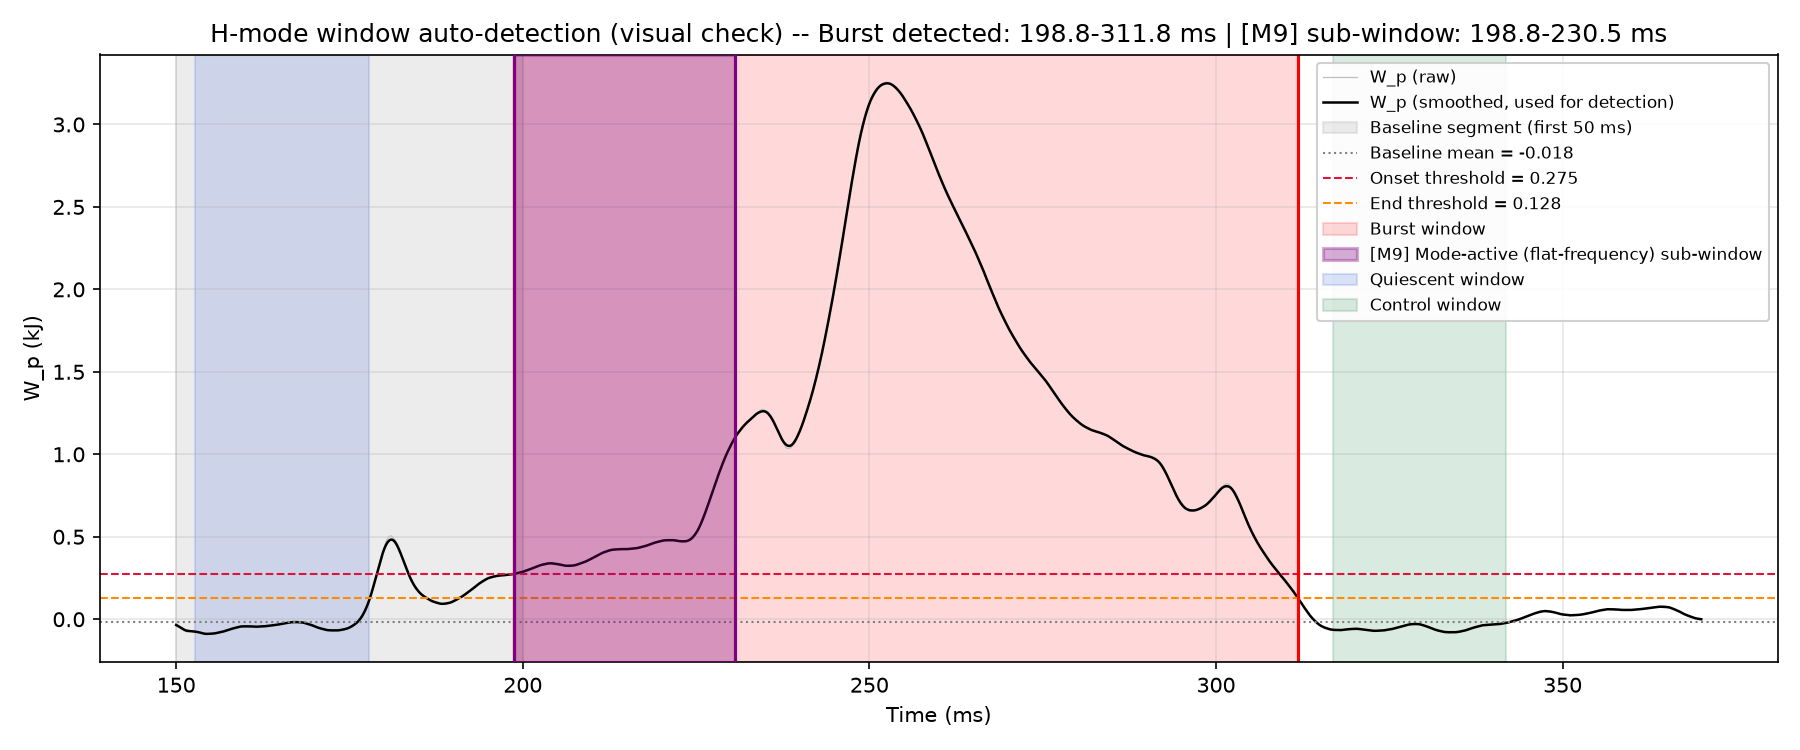 H-mode window auto-detection (visual check) -- Burst detected: 198.8-311.8 ms | [M9] sub-window: 198.8-230.5 ms
W_p (raw)
W_p (smoothed, used for detection)
Baseline segment (first 50 ms)
Baseline mean = -0.018
Onset threshold = 0.275
End threshold = 0.128
Burst window
[M9] Mode-active (flat-frequency) sub-window
Quiescent window
Control window
W_p (kJ)
3.0
2.5
2.0
1.5
1.0
0.5
0.0
150
200
250
300
350
Time (ms)